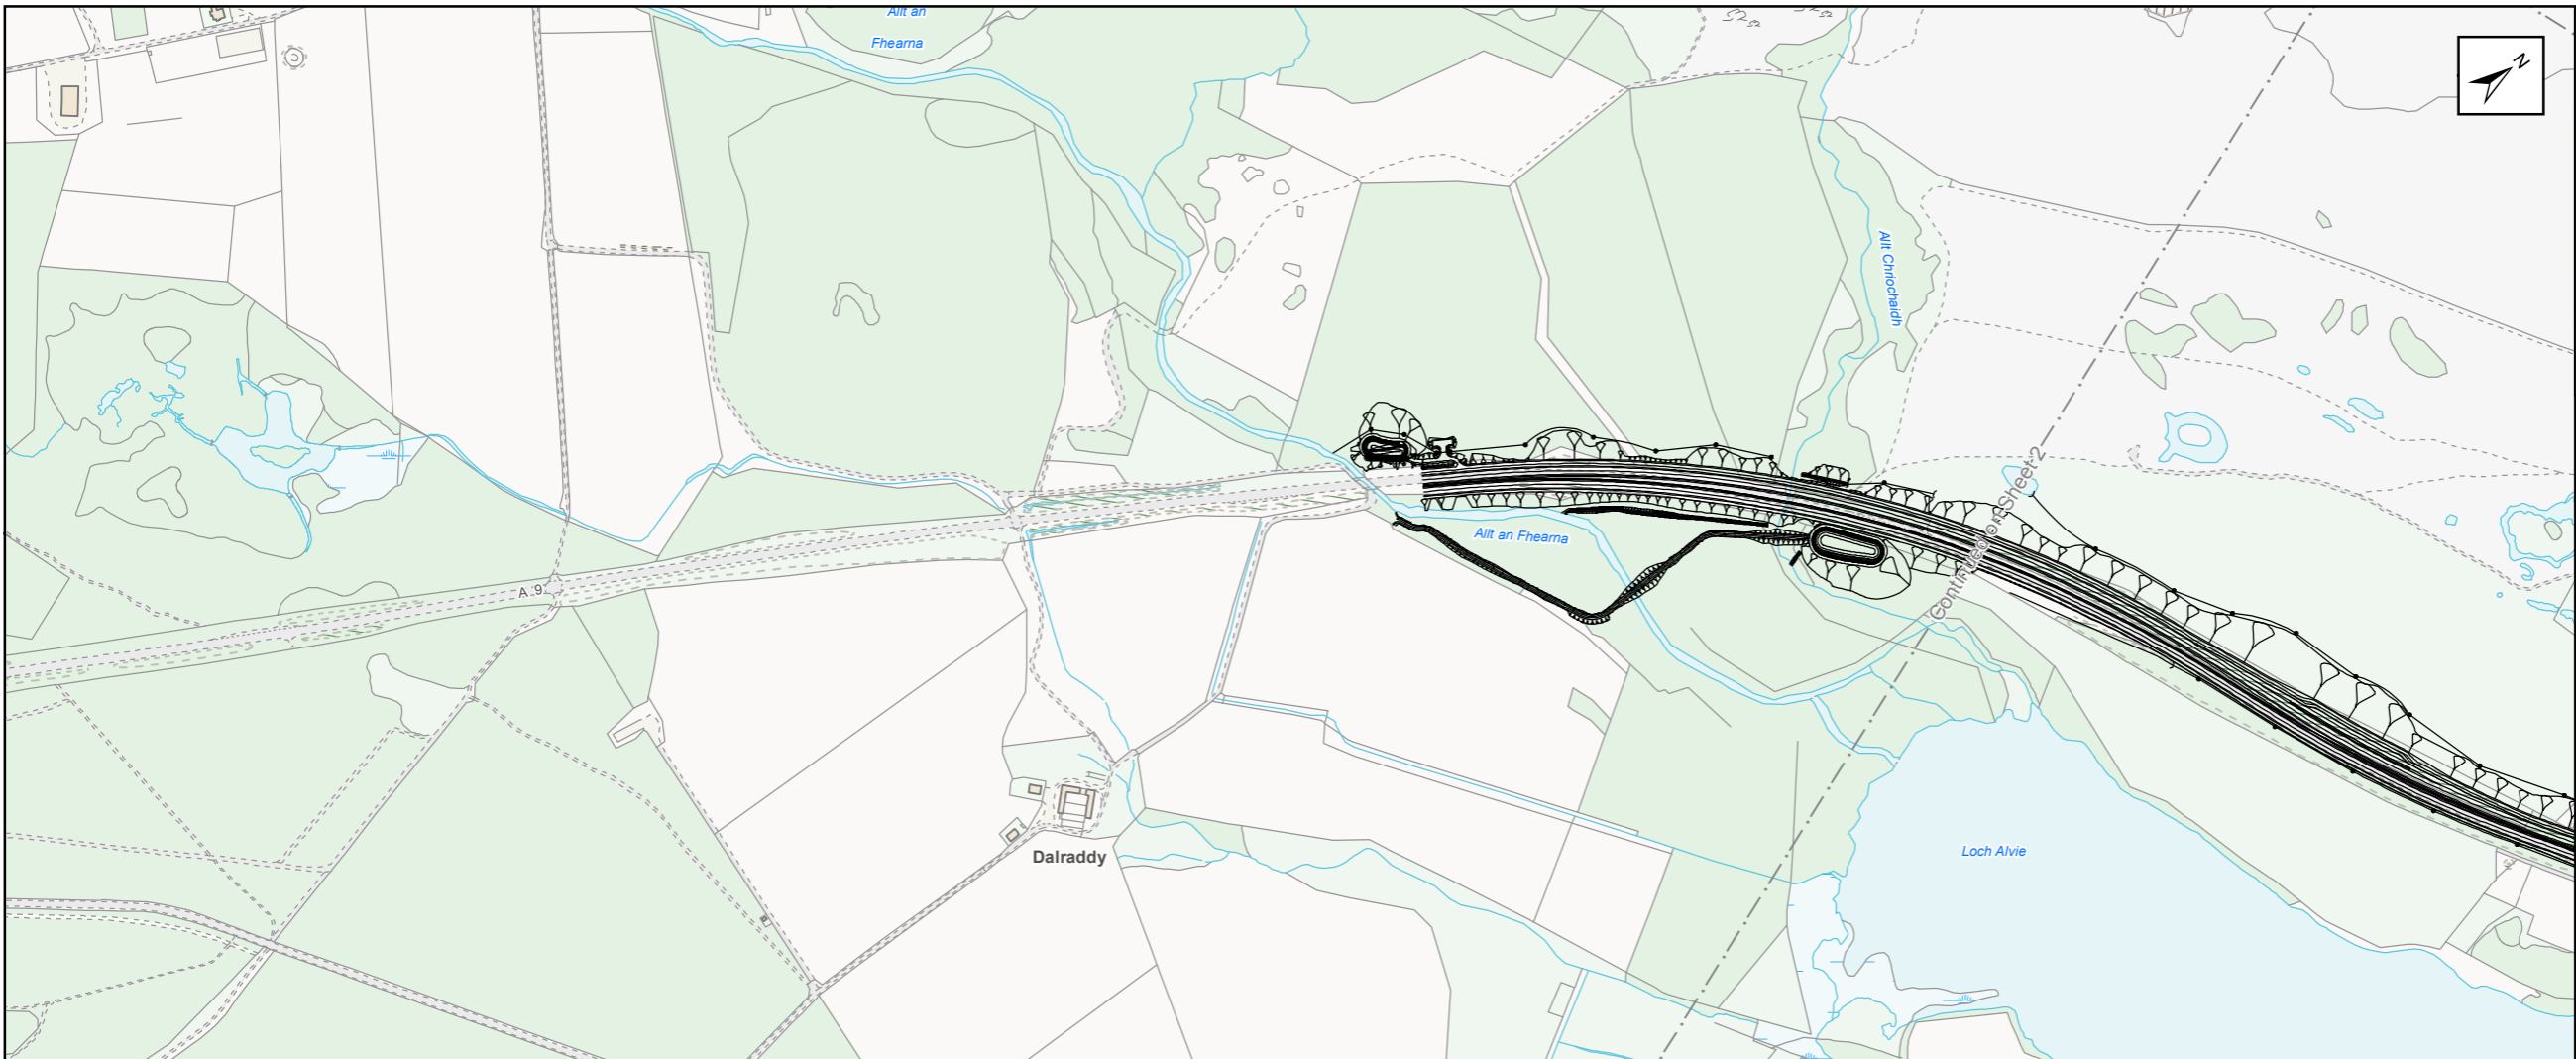 Allt an
Fhearna
N
Allt Chriochaidh
Continued on Sheet 2
Allt an Fhearna
A 9
Loch Alvie
Dalraddy